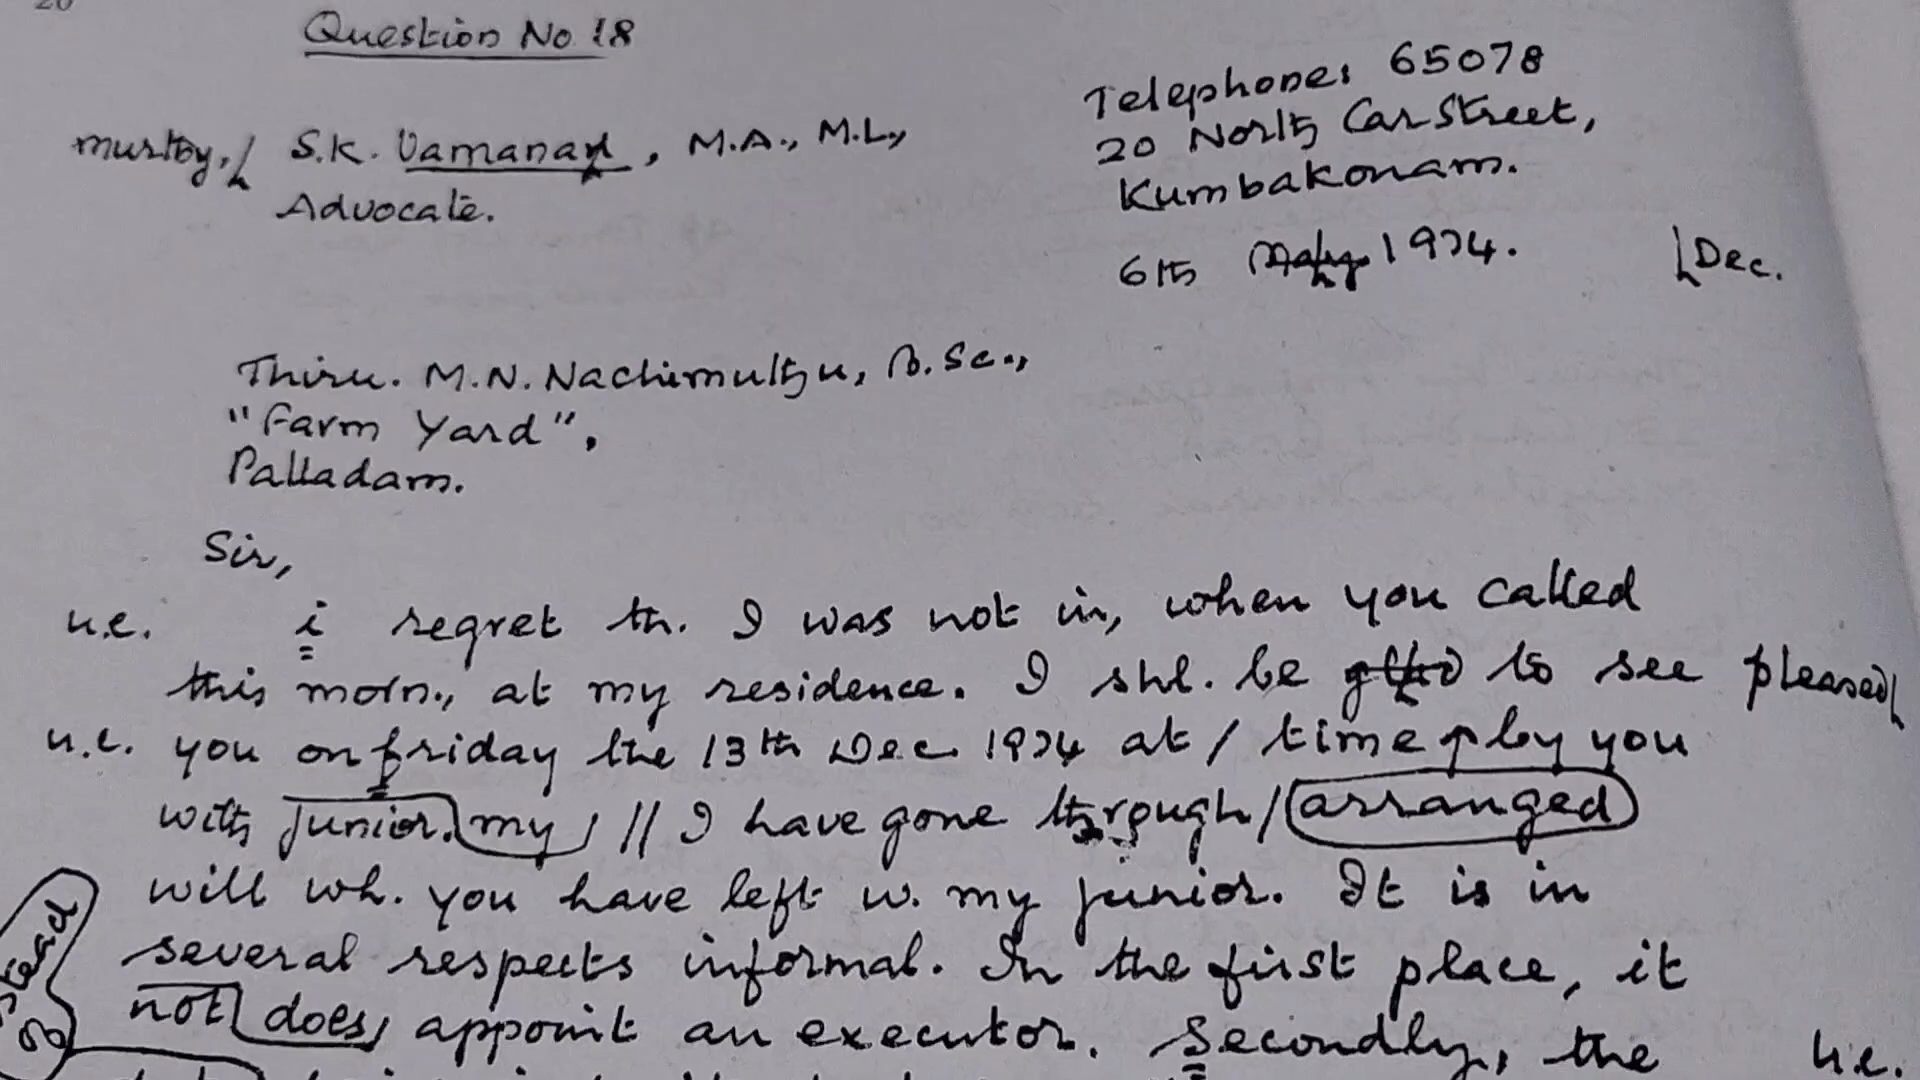 Question No 18
Telephone: 65078
murthy, S.K. Vamanan, M.A., M.L.,
20 North Car Street,
Advocate.
Kumbakonam.
6th May 1974. Dec.
Thiru. M.N. Nachimuthu, B.Sc.,
"Farm Yard",
Palladam.
Sir,
u.c. i regret th. I was not in, when you called
this morn., at my residence. I shl. be glad to see pleased
u.c. you on friday the 13th Dec 1974 at / time by you
with junior. my // I have gone through / arranged
will wh. you have left w. my junior. It is in
several respects informal. In the first place, it
not does appoint an executor. Secondly, the u.c.